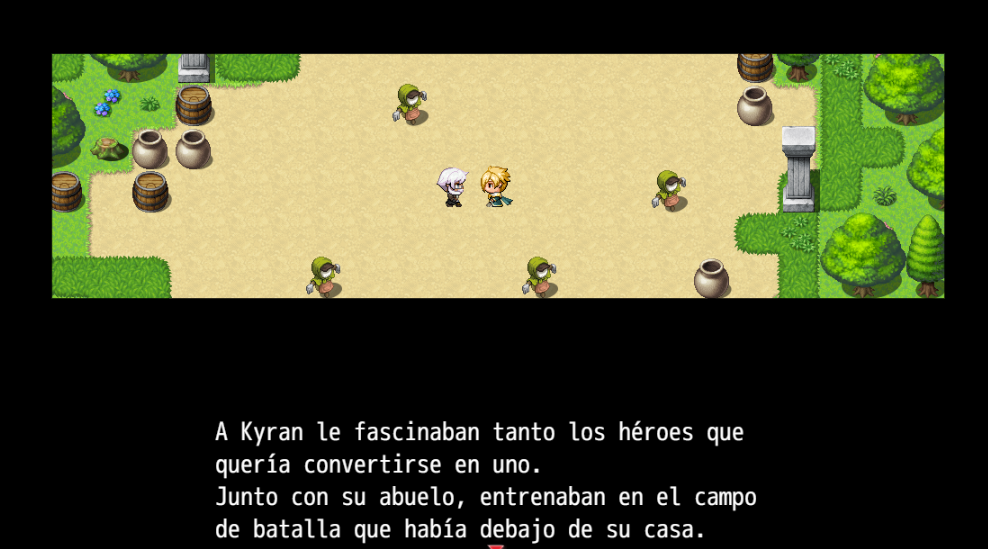 A Kyran le fascinaban tanto los héroes que
quería convertirse en uno.
Junto con su abuelo, entrenaban en el campo
de batalla que había debajo de su casa.